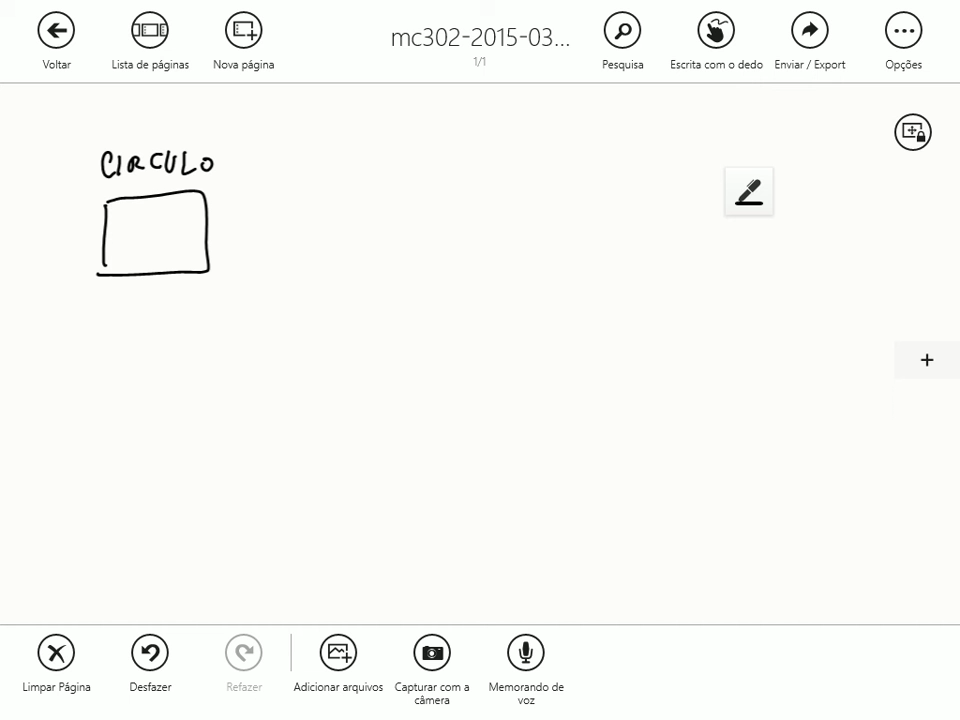 Voltar
Lista de páginas
Nova página
mc302-2015-03...
1/1
Pesquisa
Escrita com o dedo
Enviar / Export
Opções
CIRCULO
Limpar Página
Desfazer
Refazer
Adicionar arquivos
Capturar com a
câmera
Memorando de
voz